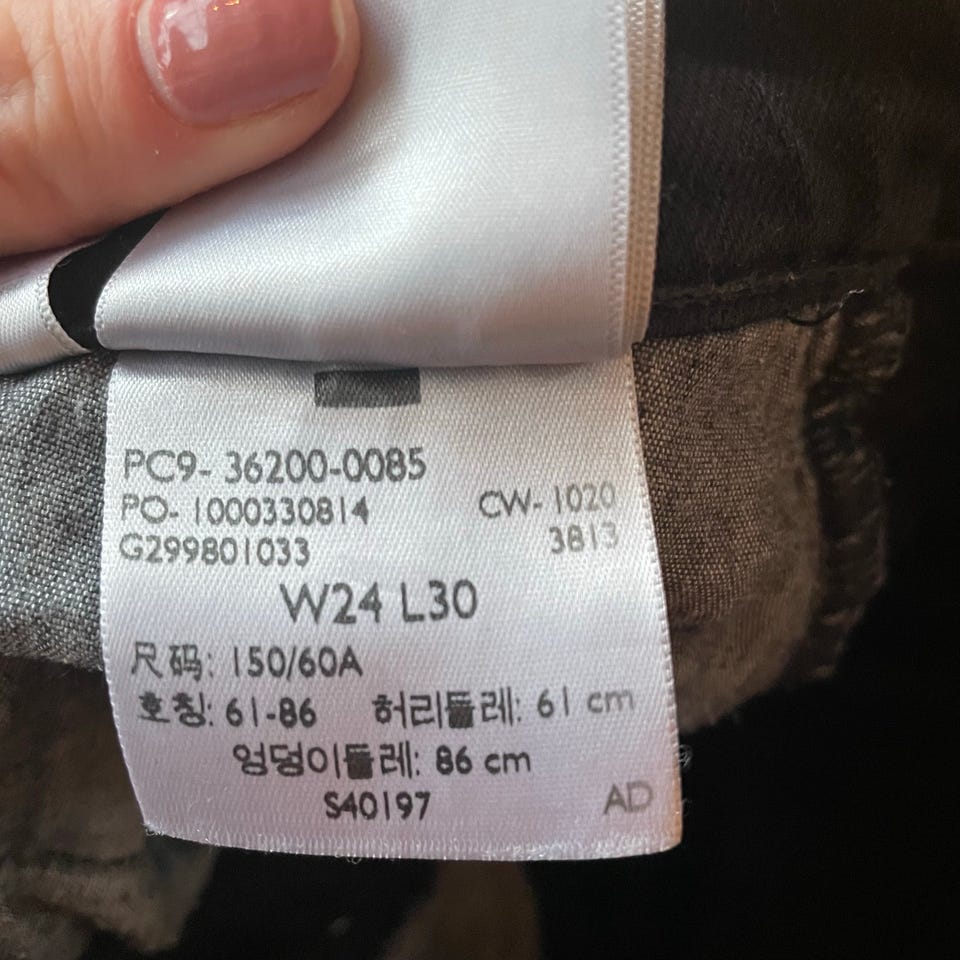 PC9- 36200-0085
PO- 1000330814 CW- 1020
G299801033 3813
W24 L30
尺码: 150/60A
호칭: 61-86 허리둘레: 61 cm
엉덩이둘레: 86 cm
S40197 AD